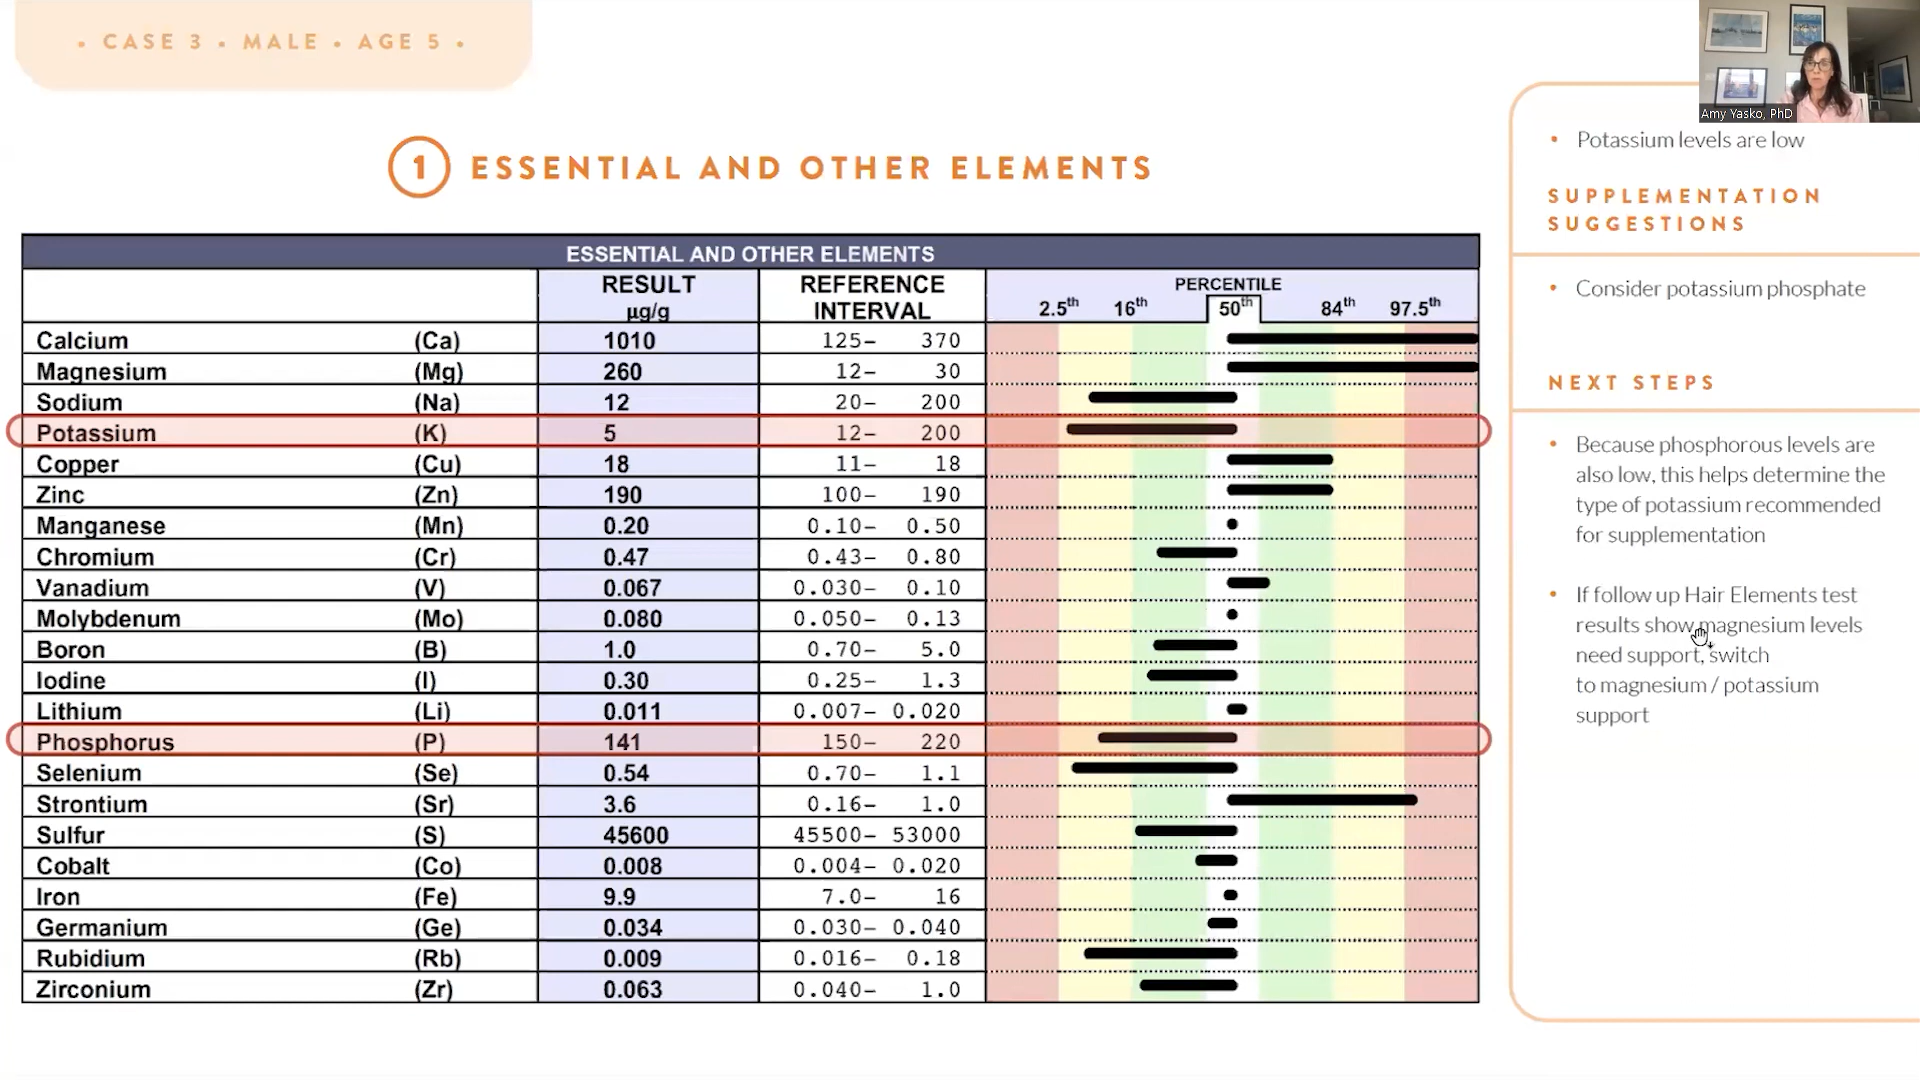 • CASE 3 • MALE • AGE 5 •
Amy Yasko, PhD
1 ESSENTIAL AND OTHER ELEMENTS
ESSENTIAL AND OTHER ELEMENTS
RESULT REFERENCE PERCENTILE
µg/g INTERVAL 2.5th 16th 50th 84th 97.5th
Calcium (Ca) 1010 125– 370
Magnesium (Mg) 260 12– 30
Sodium (Na) 12 20– 200
Potassium (K) 5 12– 200
Copper (Cu) 18 11– 18
Zinc (Zn) 190 100– 190
Manganese (Mn) 0.20 0.10– 0.50
Chromium (Cr) 0.47 0.43– 0.80
Vanadium (V) 0.067 0.030– 0.10
Molybdenum (Mo) 0.080 0.050– 0.13
Boron (B) 1.0 0.70– 5.0
Iodine (I) 0.30 0.25– 1.3
Lithium (Li) 0.011 0.007– 0.020
Phosphorus (P) 141 150– 220
Selenium (Se) 0.54 0.70– 1.1
Strontium (Sr) 3.6 0.16– 1.0
Sulfur (S) 45600 45500– 53000
Cobalt (Co) 0.008 0.004– 0.020
Iron (Fe) 9.9 7.0– 16
Germanium (Ge) 0.034 0.030– 0.040
Rubidium (Rb) 0.009 0.016– 0.18
Zirconium (Zr) 0.063 0.040– 1.0
• Potassium levels are low
SUPPLEMENTATION
SUGGESTIONS
• Consider potassium phosphate
NEXT STEPS
• Because phosphorous levels are
also low, this helps determine the
type of potassium recommended
for supplementation
• If follow up Hair Elements test
results show magnesium levels
need support, switch
to magnesium / potassium
support